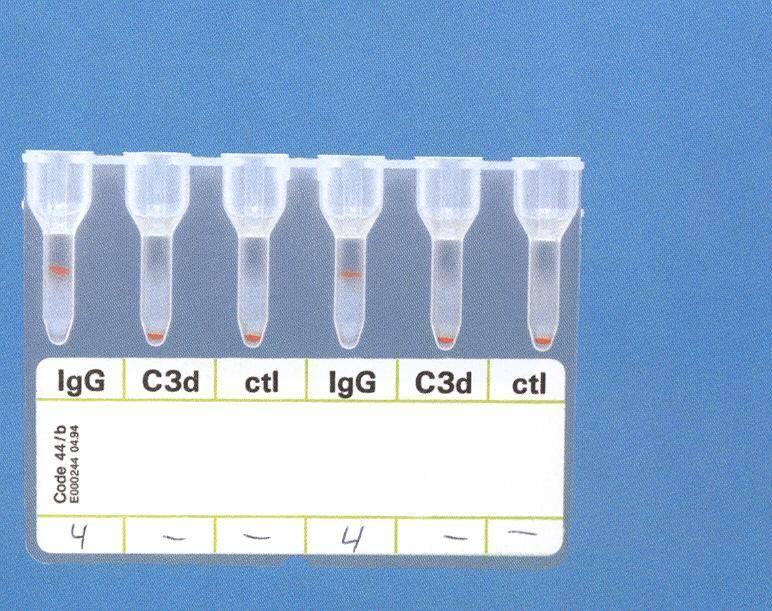 IgG C3d ctl IgG C3d ctl
Code 44/b
E000244 04.94
4 – – 4 – –